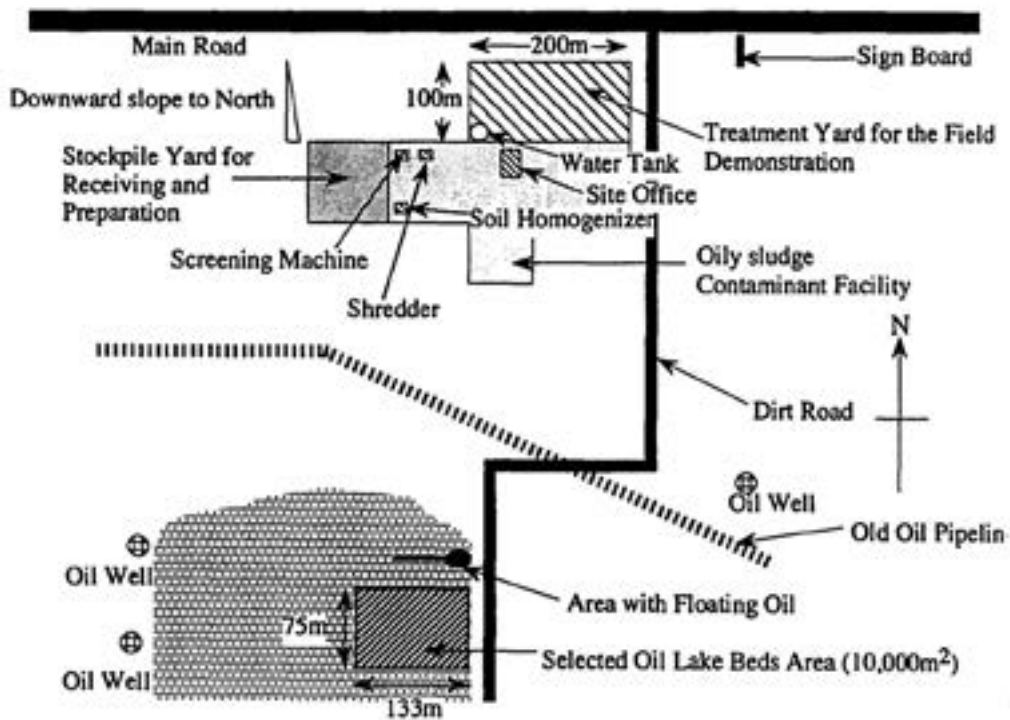 Main Road
200m
Sign Board
Downward slope to North
100m
Treatment Yard for the Field
Demonstration
Stockpile Yard for
Receiving and
Preparation
Water Tank
Site Office
Soil Homogenizer
Screening Machine
Shredder
Oily sludge
Contaminant Facility
N
Dirt Road
Oil Well
Old Oil Pipelin
Oil Well
Area with Floating Oil
75m
Selected Oil Lake Beds Area (10,000m²)
Oil Well
133m